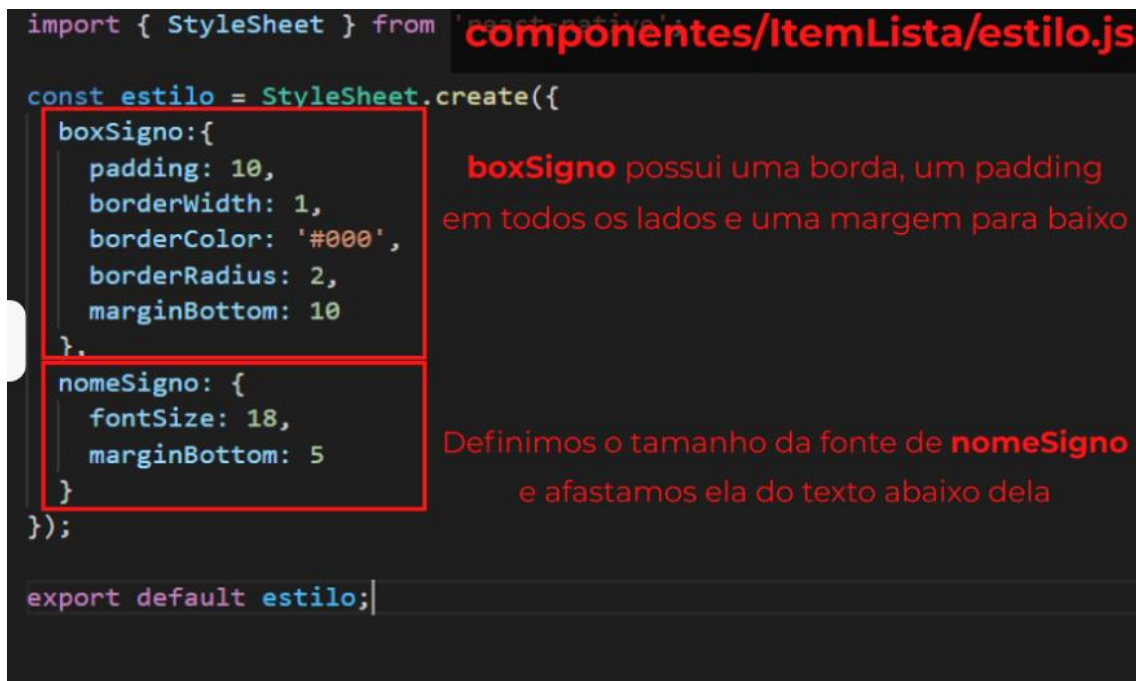 import { StyleSheet } from 'react-native';
componentes/ItemLista/estilo.js
const estilo = StyleSheet.create({
boxSigno:{
padding: 10,
borderWidth: 1,
borderColor: '#000',
borderRadius: 2,
marginBottom: 10
},
boxSigno possui uma borda, um padding
em todos os lados e uma margem para baixo
nomeSigno: {
fontSize: 18,
marginBottom: 5
}
Definimos o tamanho da fonte de nomeSigno
e afastamos ela do texto abaixo dela
});
export default estilo;